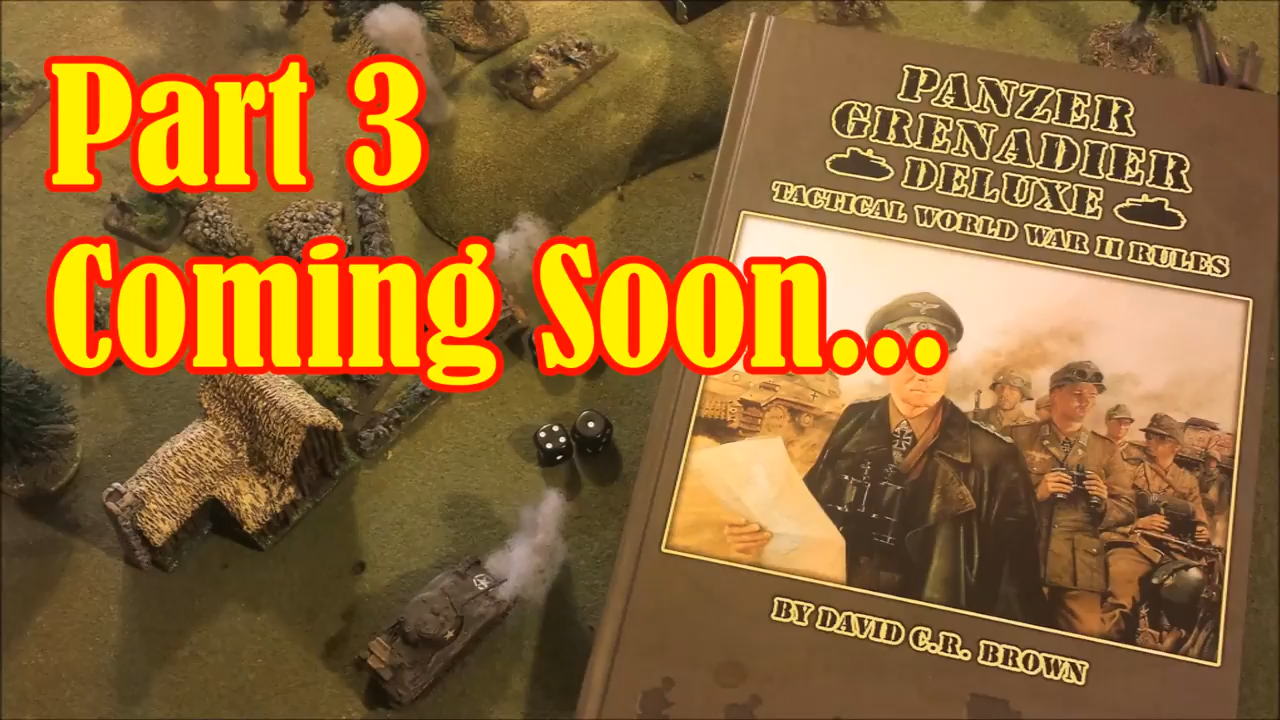 Part 3
Coming Soon...
PANZER
GRENADIER
DELUXE
TACTICAL WORLD WAR II RULES
BY DAVID C.R. BROWN